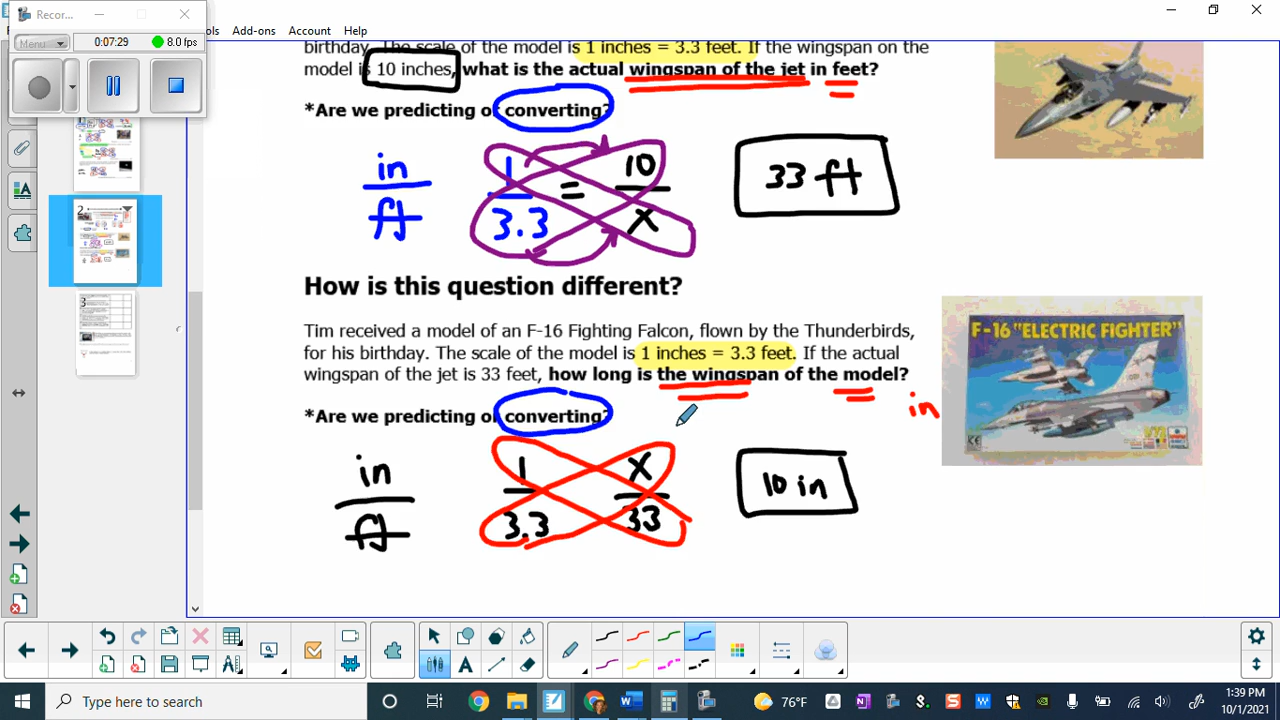 Recor...
Menu
0:07:29
8.0 fps
ols Add-ons Account Help
birthday. The scale of the model is 1 inches = 3.3 feet. If the wingspan on the
model is 10 inches, what is the actual wingspan of the jet in feet?
*Are we predicting or converting?
in
ft
1
3.3
=
10
x
33 ft
How is this question different?
Tim received a model of an F-16 Fighting Falcon, flown by the Thunderbirds,
for his birthday. The scale of the model is 1 inches = 3.3 feet. If the actual
wingspan of the jet is 33 feet, how long is the wingspan of the model?
in
*Are we predicting or converting?
in
ft
1
3.3
x
33
10 in
F-16 "ELECTRIC FIGHTER"
2
3
Type here to search
76°F
1:39 PM
10/1/2021